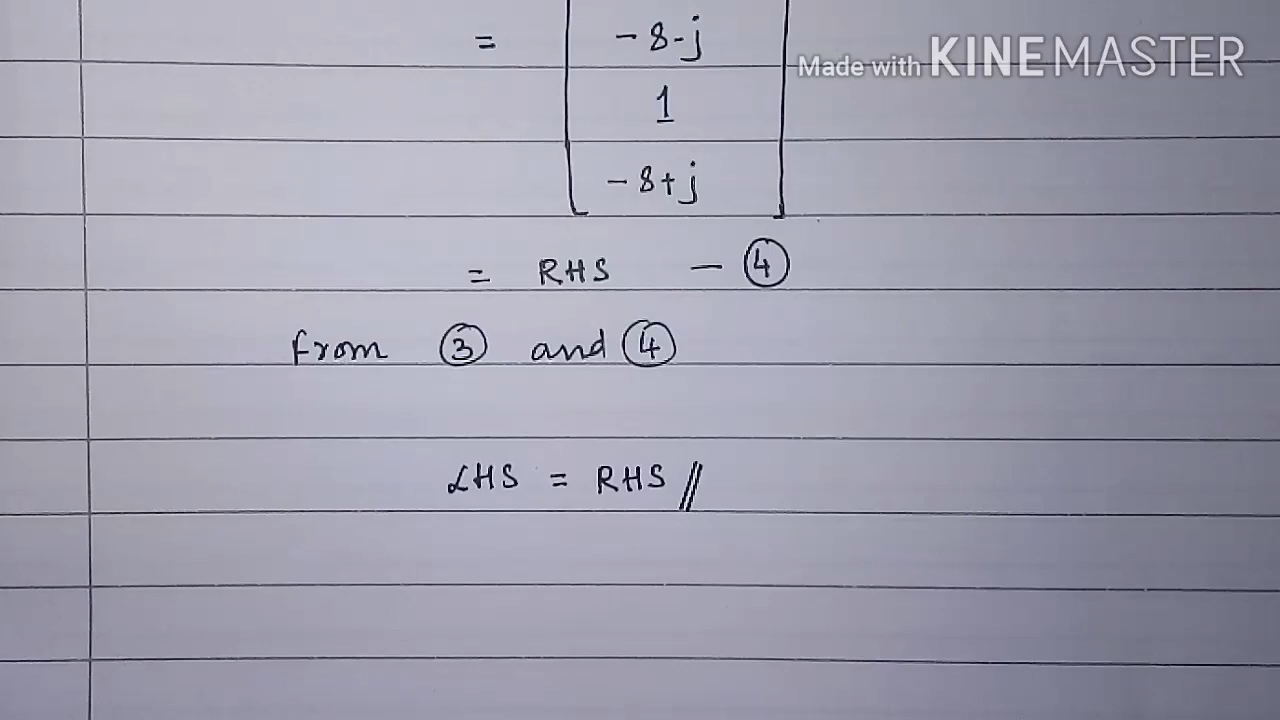 = -8-j
Made with KINEMASTER
1
-8+j
= RHS - ④
from ③ and ④
LHS = RHS //